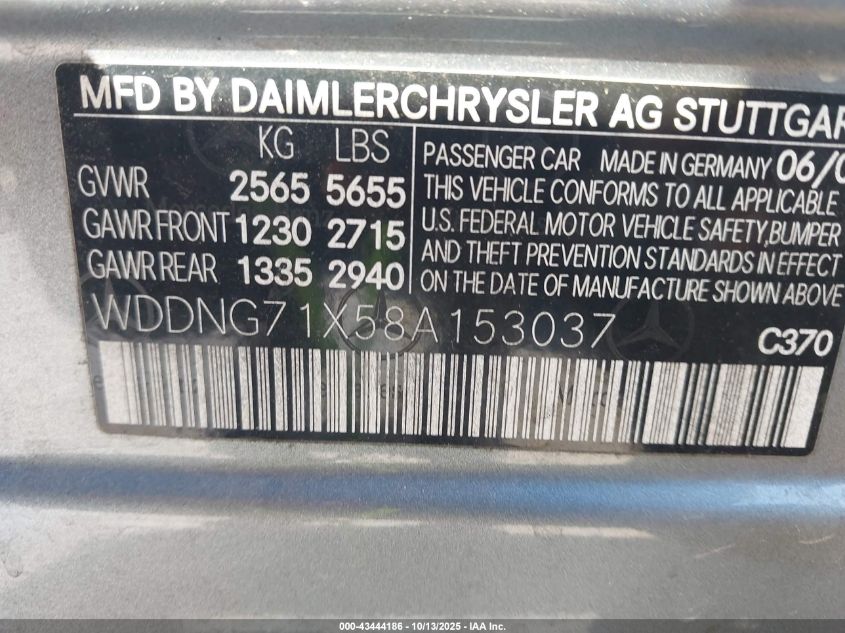 MFD BY DAIMLERCHRYSLER AG STUTTGAR
KG LBS
GVWR 2565 5655
GAWR FRONT 1230 2715
GAWR REAR 1335 2940
PASSENGER CAR MADE IN GERMANY 06/0
THIS VEHICLE CONFORMS TO ALL APPLICABLE
U.S. FEDERAL MOTOR VEHICLE SAFETY,BUMPER
AND THEFT PREVENTION STANDARDS IN EFFECT
ON THE DATE OF MANUFACTURE SHOWN ABOVE
WDDNG71X58A153037
C370
000-43444186 - 10/13/2025 - IAA Inc.